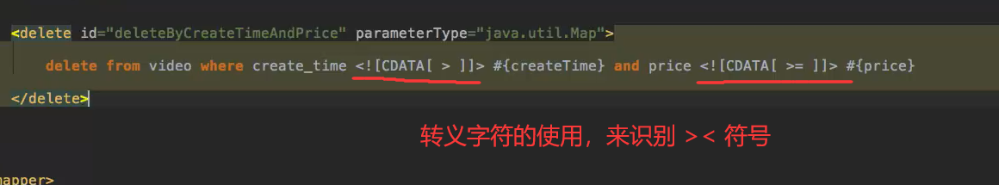 <delete id="deleteByCreateTimeAndPrice" parameterType="java.util.Map">
delete from video where create_time <![CDATA[ > ]]> #{createTime} and price <![CDATA[ >= ]]> #{price}
</delete>
转义字符的使用，来识别 >< 符号
mapper>